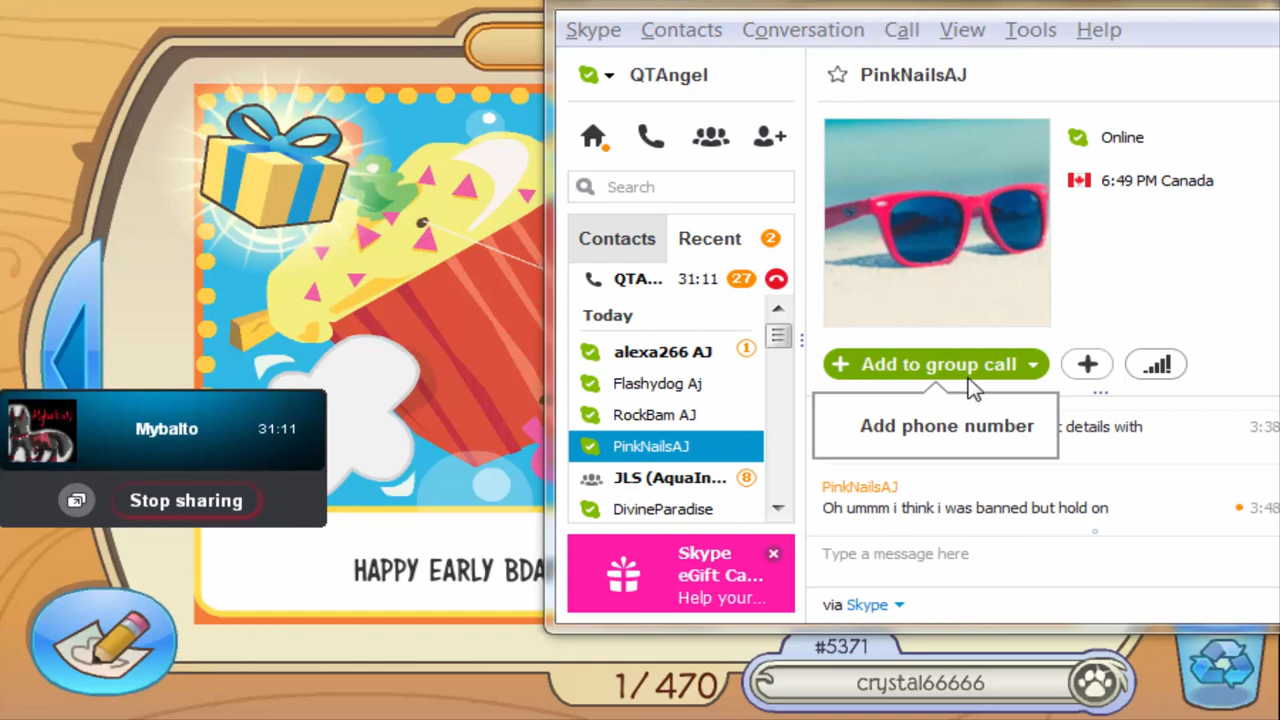 Skype Contacts Conversation Call View Tools Help
QTAngel
Search
Contacts Recent 2
QTA... 31:11 27
Today
alexa266 AJ 1
Flashydog Aj
RockBam AJ
PinkNailsAJ
JLS (AquaIn... 8
DivineParadise
Skype
eGift Ca...
Help your...
PinkNailsAJ
Online
6:49 PM Canada
Add to group call
Add phone number
t details with 3:38
PinkNailsAJ
Oh ummm i think i was banned but hold on 3:48
Type a message here
via Skype
Mybalto
Mybalto 31:11
Stop sharing
HAPPY EARLY BDA
1/470
#5371
crystal66666